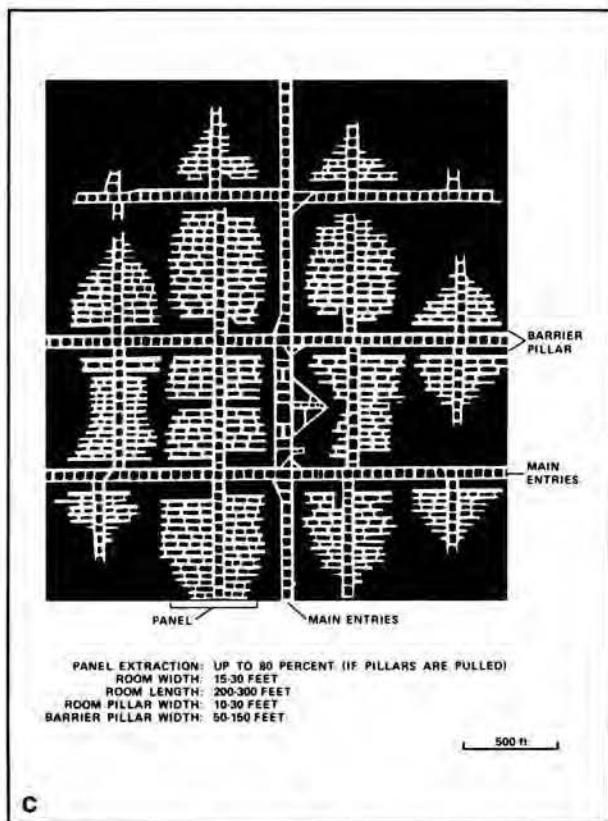 BARRIER
PILLAR
MAIN
ENTRIES
PANEL
MAIN ENTRIES
PANEL EXTRACTION: UP TO 80 PERCENT (IF PILLARS ARE PULLED)
ROOM WIDTH: 15-30 FEET
ROOM LENGTH: 200-300 FEET
ROOM PILLAR WIDTH: 10-30 FEET
BARRIER PILLAR WIDTH: 50-150 FEET
500 ft
C